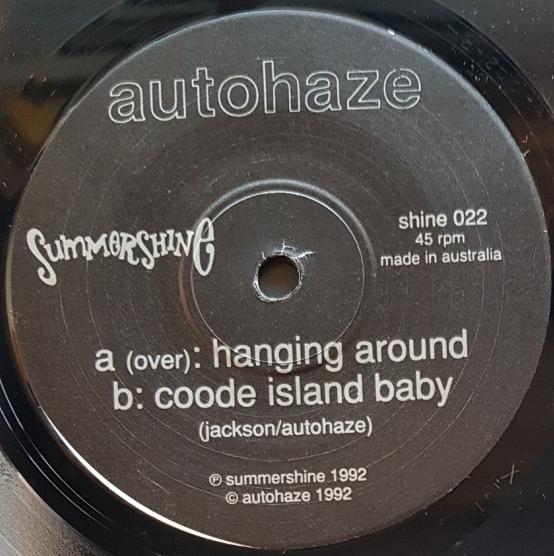 autohaze
summershine
shine 022
45 rpm
made in australia
a (over): hanging around
b: coode island baby
(jackson/autohaze)
℗ summershine 1992
© autohaze 1992